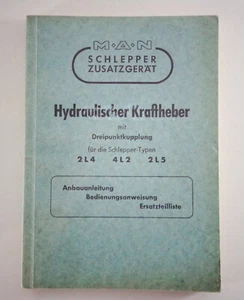 M·A·N
SCHLEPPER
ZUSATZGERÄT
Hydraulischer Kraftheber
mit
Dreipunktkupplung
für die Schlepper-Typen
2L4 4L2 2L5
Anbauanleitung
Bedienungsanweisung
Ersatzteilliste